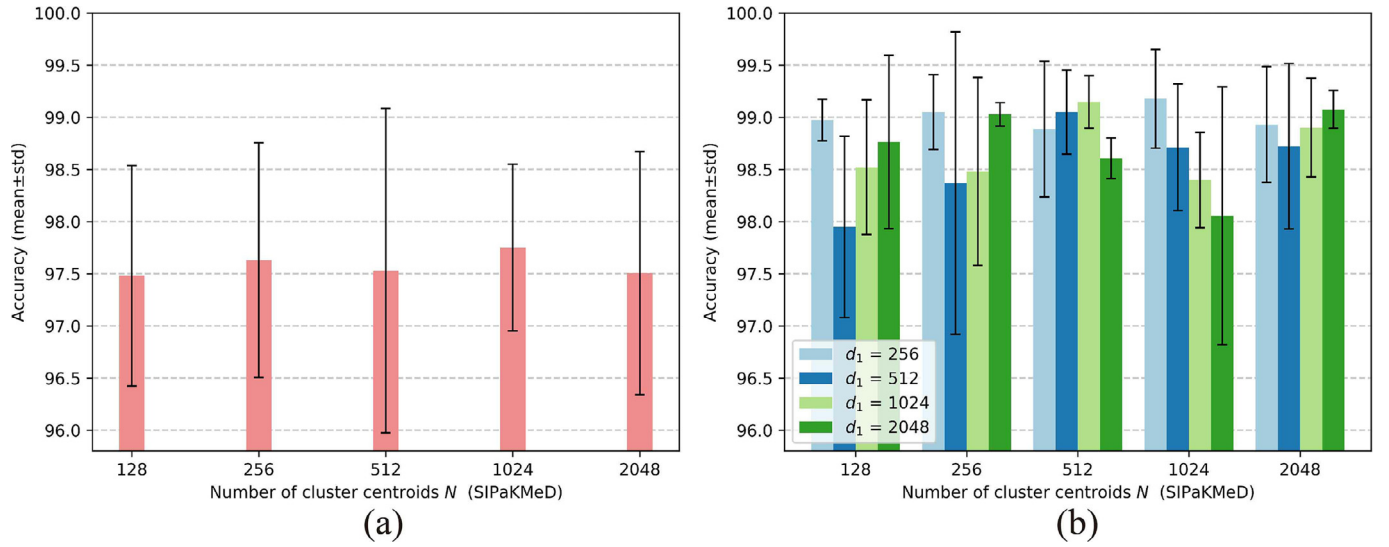 100.0
99.5
99.0
98.5
98.0
97.5
97.0
96.5
96.0
Accuracy (mean±std)
128 256 512 1024 2048
Number of cluster centroids N (SIPaKMeD)
(a)
100.0
99.5
99.0
98.5
98.0
97.5
97.0
96.5
96.0
Accuracy (mean±std)
d₁ = 256
d₁ = 512
d₁ = 1024
d₁ = 2048
128 256 512 1024 2048
Number of cluster centroids N (SIPaKMeD)
(b)